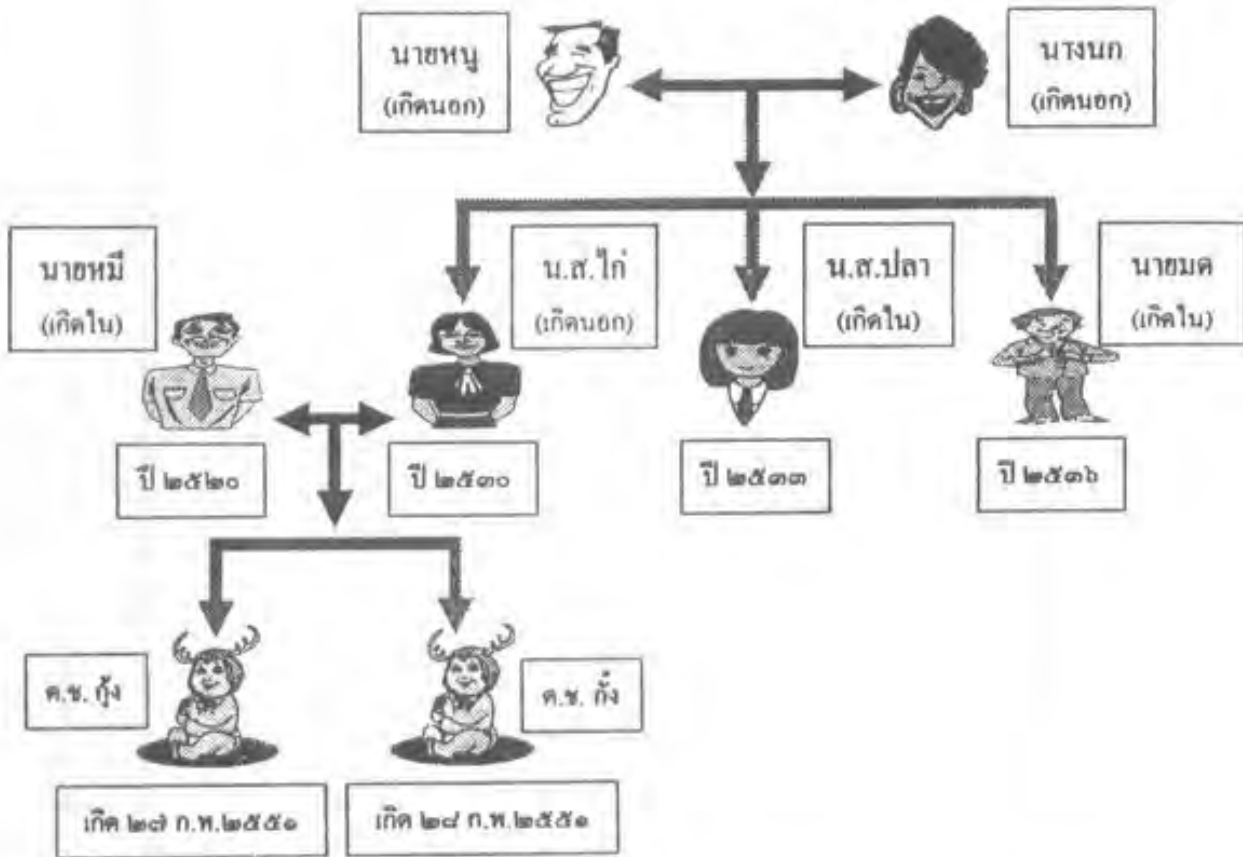 นายหนู
(เกิดนอก)
นางนก
(เกิดนอก)
นายหมี
(เกิดใน)
น.ส.ไก่
(เกิดนอก)
น.ส.ปลา
(เกิดใน)
นายมด
(เกิดใน)
ปี ๒๕๒๐
ปี ๒๕๓๐
ปี ๒๕๓๓
ปี ๒๕๓๖
ด.ช. กุ้ง
ด.ช. กั้ง
เกิด ๒๗ ก.พ.๒๕๕๑
เกิด ๒๘ ก.พ.๒๕๕๑